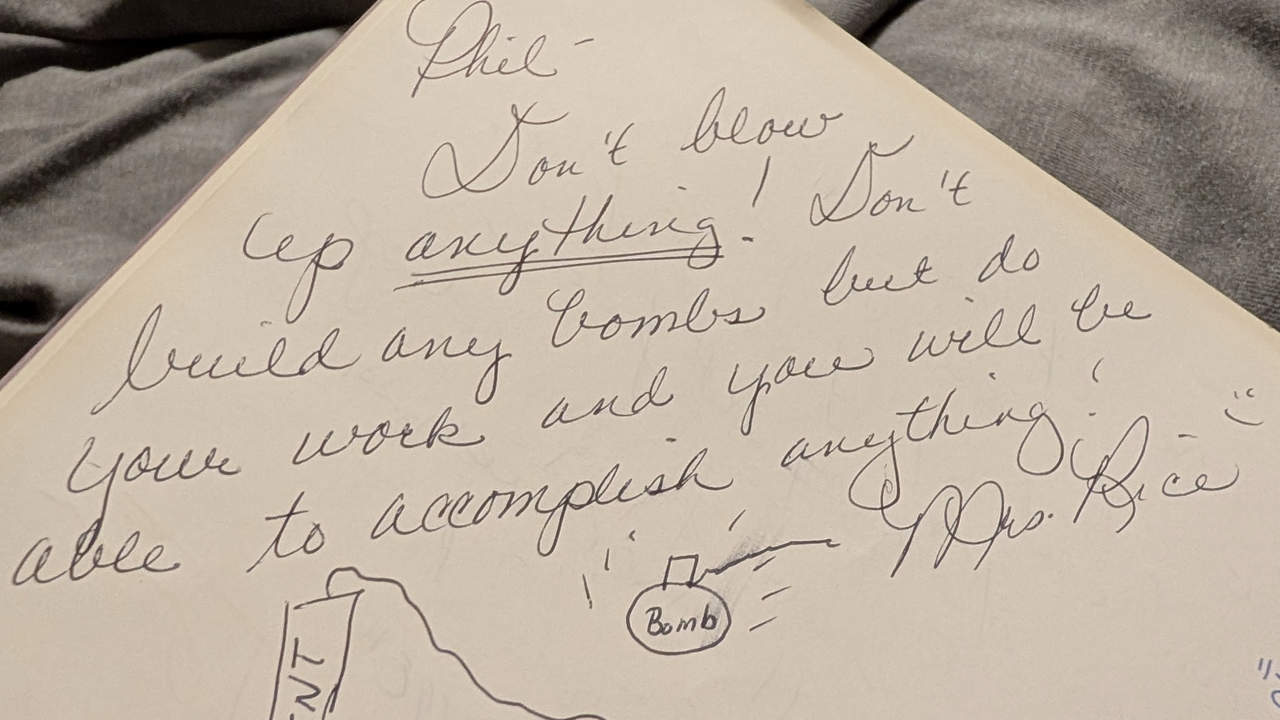 Phil-
Don't blow
up anything! Don't
build any bombs but do
your work and you will be
able to accomplish anything!
Mrs. Rice
Bomb
NT